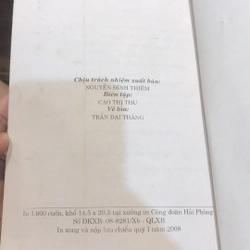 Chịu trách nhiệm xuất bản:
NGUYỄN ĐÌNH THIÊM
Biên tập:
CAO THỊ THU
Vẽ bìa:
TRẦN ĐẠI THẮNG
In 1.000 cuốn, khổ 14,5 x 20,5 tại xưởng in Công đoàn Hải Phòng
Số ĐKXB: 08-8281/Xb - QLXB
In xong và nộp lưu chiểu quý I năm 2008